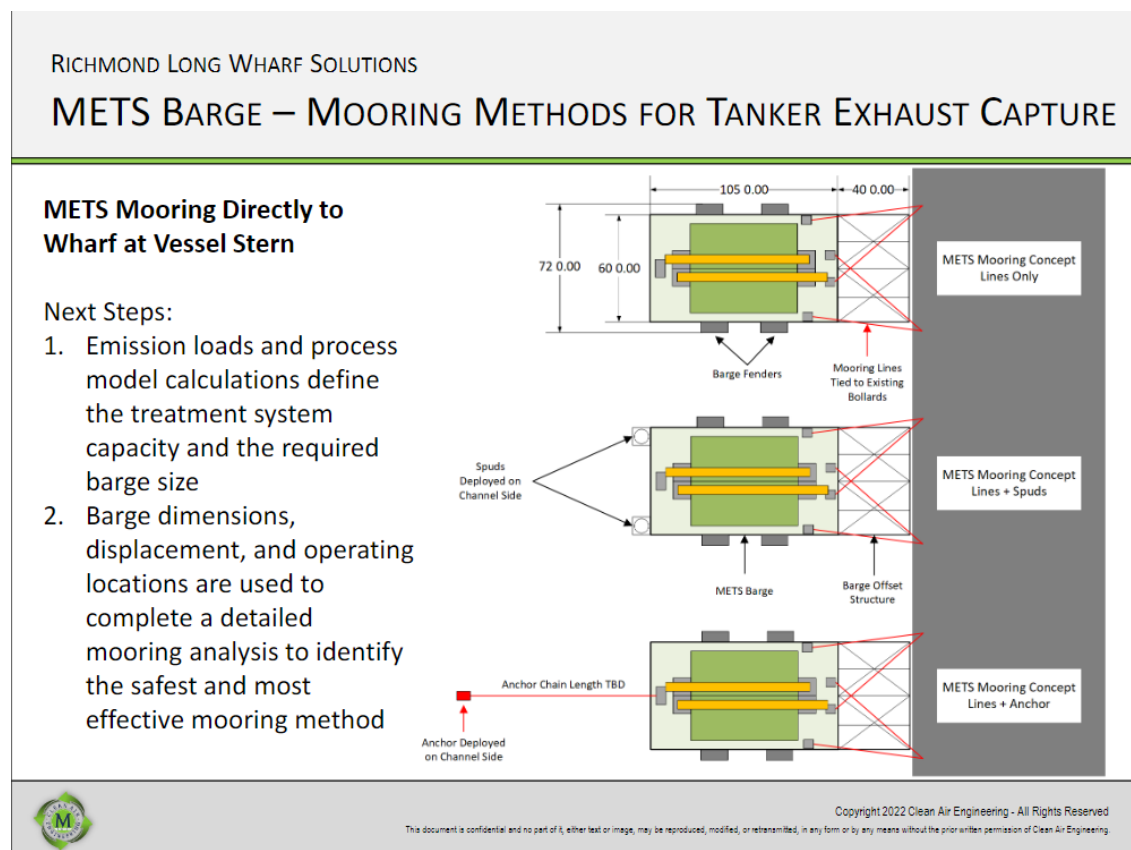 RICHMOND LONG WHARF SOLUTIONS
METS BARGE – MOORING METHODS FOR TANKER EXHAUST CAPTURE
METS Mooring Directly to
Wharf at Vessel Stern
Next Steps:
1. Emission loads and process
model calculations define
the treatment system
capacity and the required
barge size
2. Barge dimensions,
displacement, and operating
locations are used to
complete a detailed
mooring analysis to identify
the safest and most
effective mooring method
105 0.00
40 0.00
72 0.00
60 0.00
METS Mooring Concept
Lines Only
Barge Fenders
Mooring Lines
Tied to Existing
Bollards
Spuds
Deployed on
Channel Side
METS Mooring Concept
Lines + Spuds
METS Barge
Barge Offset
Structure
Anchor Chain Length TBD
METS Mooring Concept
Lines + Anchor
Anchor Deployed
on Channel Side
CLEAN AIR
ENGINEERING
M
Copyright 2022 Clean Air Engineering - All Rights Reserved
This document is confidential and no part of it, either text or image, may be reproduced, modified, or retransmitted, in any form or by any means without the prior written permission of Clean Air Engineering.